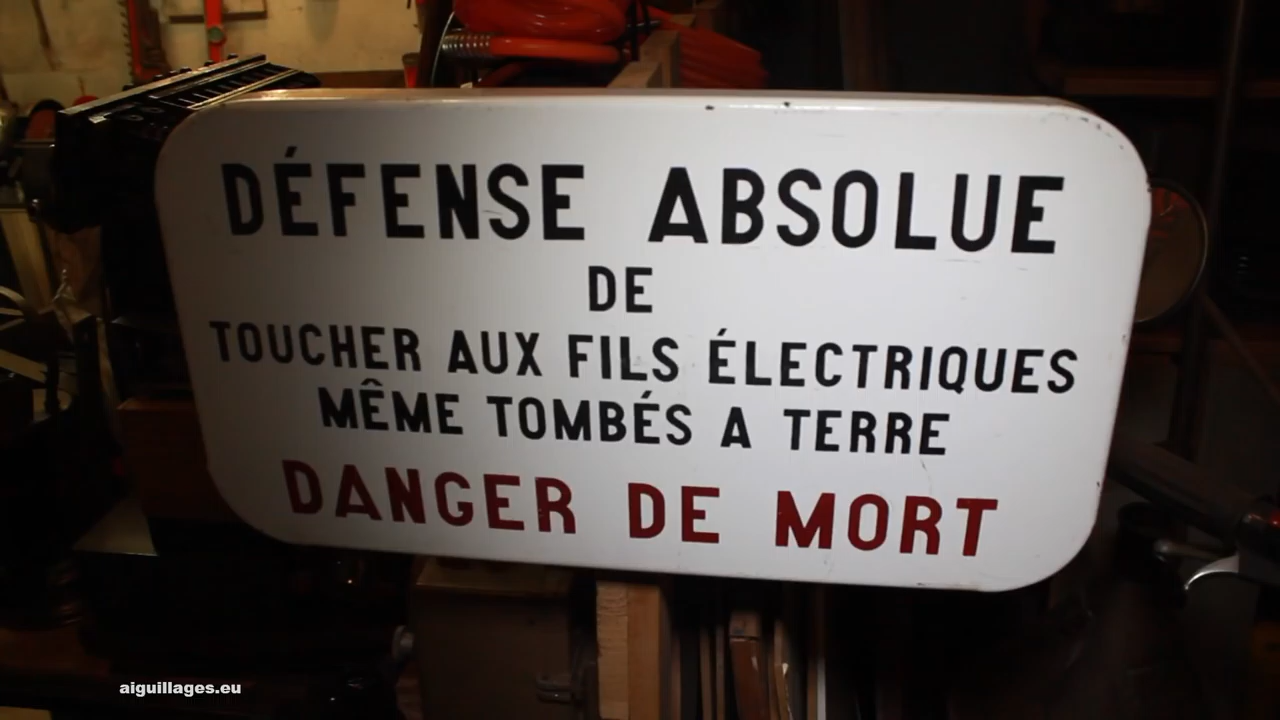 DÉFENSE ABSOLUE
DE
TOUCHER AUX FILS ÉLECTRIQUES
MÊME TOMBÉS A TERRE
DANGER DE MORT
aiguillages.eu